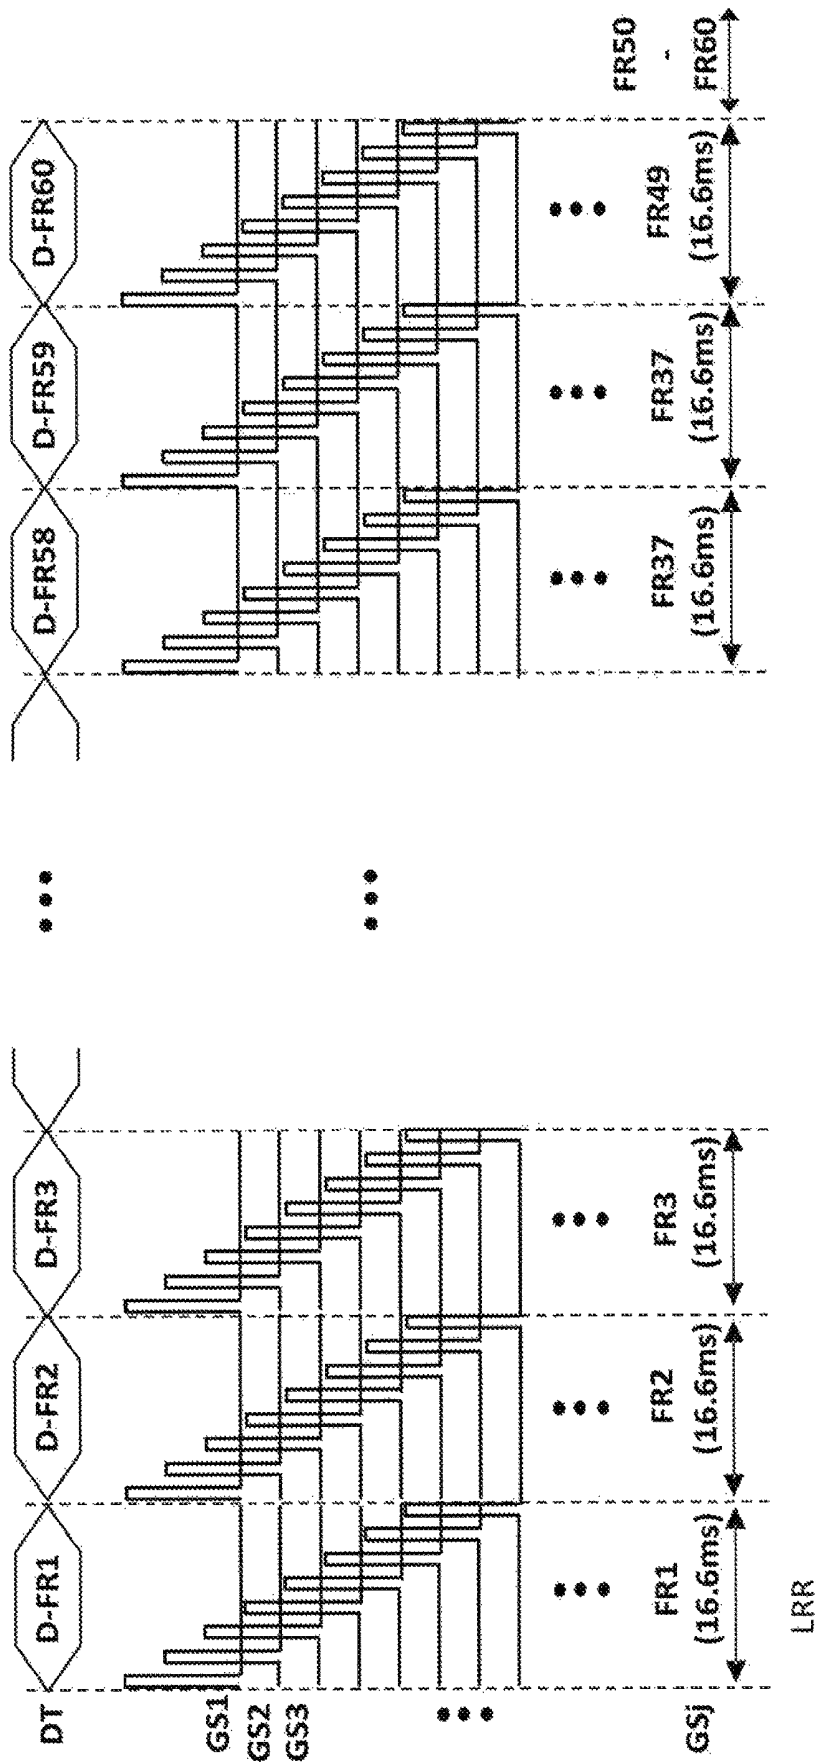 DT
D-FR1
D-FR2
D-FR3
•••
D-FR58
D-FR59
D-FR60
GS1
GS2
GS3
•••
•••
GSj
•••
•••
•••
•••
•••
•••
FR1
(16.6ms)
FR2
(16.6ms)
FR3
(16.6ms)
FR37
(16.6ms)
FR37
(16.6ms)
FR49
(16.6ms)
FR50
-
FR60
LRR